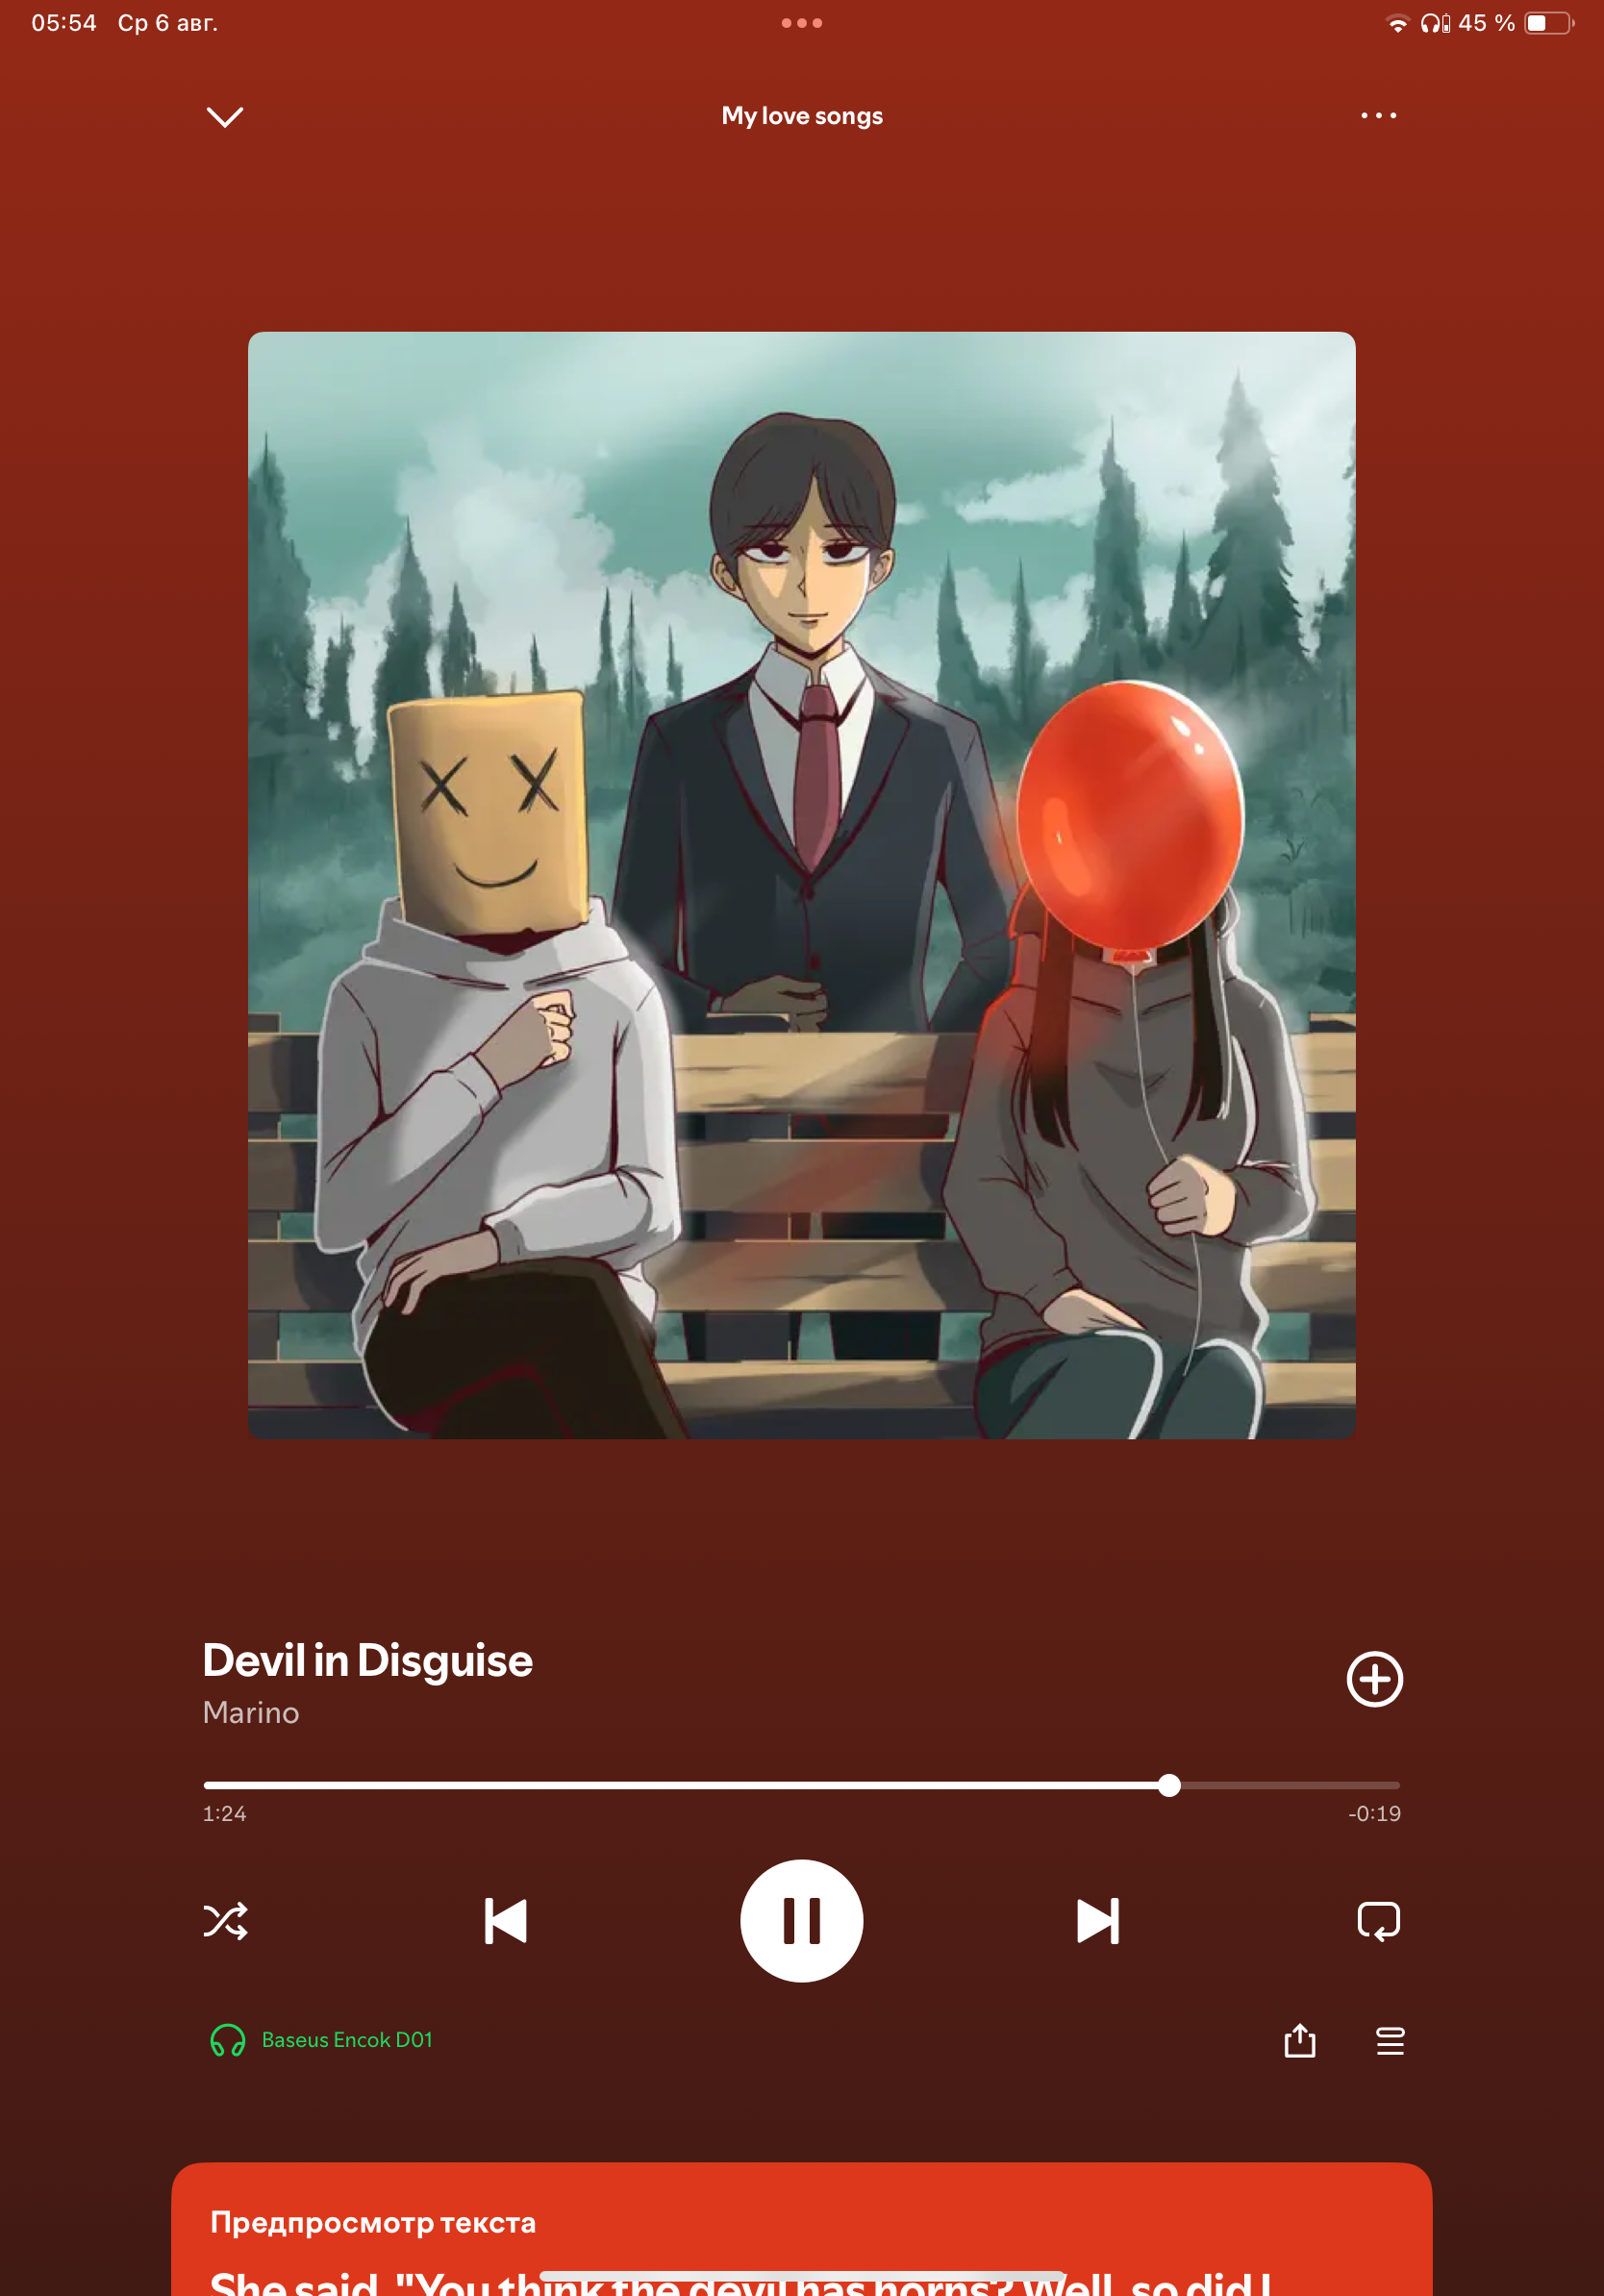 05:54 Ср 6 авг.
45 %
My love songs
Devil in Disguise
Marino
1:24
-0:19
Baseus Encok D01
Предпросмотр текста
She said, "You think the devil has horns? Well, so did I